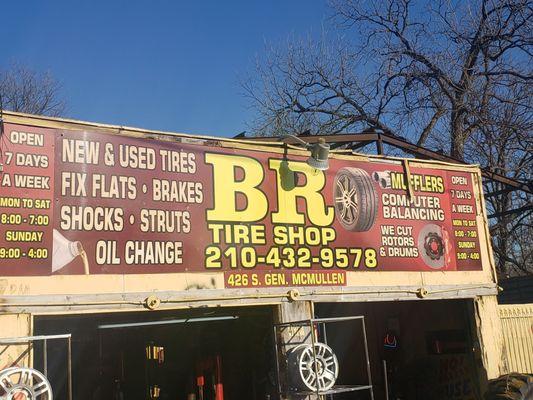 OPEN
7 DAYS
A WEEK
MON TO SAT
8:00 - 7:00
SUNDAY
9:00 - 4:00
NEW & USED TIRES
FIX FLATS • BRAKES
SHOCKS • STRUTS
OIL CHANGE
BR
TIRE SHOP
210-432-9578
426 S. GEN. MCMULLEN
MUFFLERS
COMPUTER
BALANCING
WE CUT
ROTORS
& DRUMS
OPEN
7 DAYS
A WEEK
MON TO SAT
8:00 - 7:00
SUNDAY
9:00 - 4:00